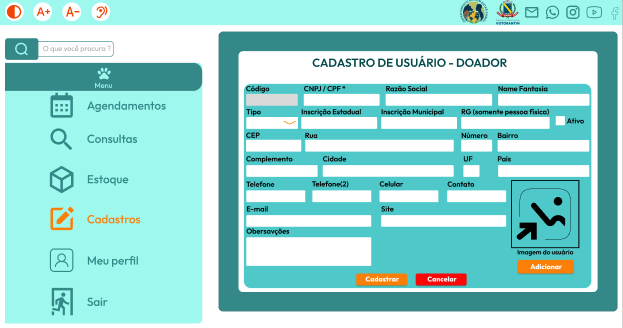 A+ A-
VOTORANTIM
O que você procura ?
Menu
Agendamentos
Consultas
Estoque
Cadastros
Meu perfil
Sair
CADASTRO DE USUÁRIO - DOADOR
Código CNPJ / CPF * Razão Social Nome Fantasia
Tipo Inscrição Estadual Inscrição Municipal RG (somente pessoa física) Ativo
CEP Rua Número Bairro
Complemento Cidade UF País
Telefone Telefone(2) Celular Contato
E-mail Site
Obersavções
Imagem do usuário
Adicionar
Cadastrar Cancelar